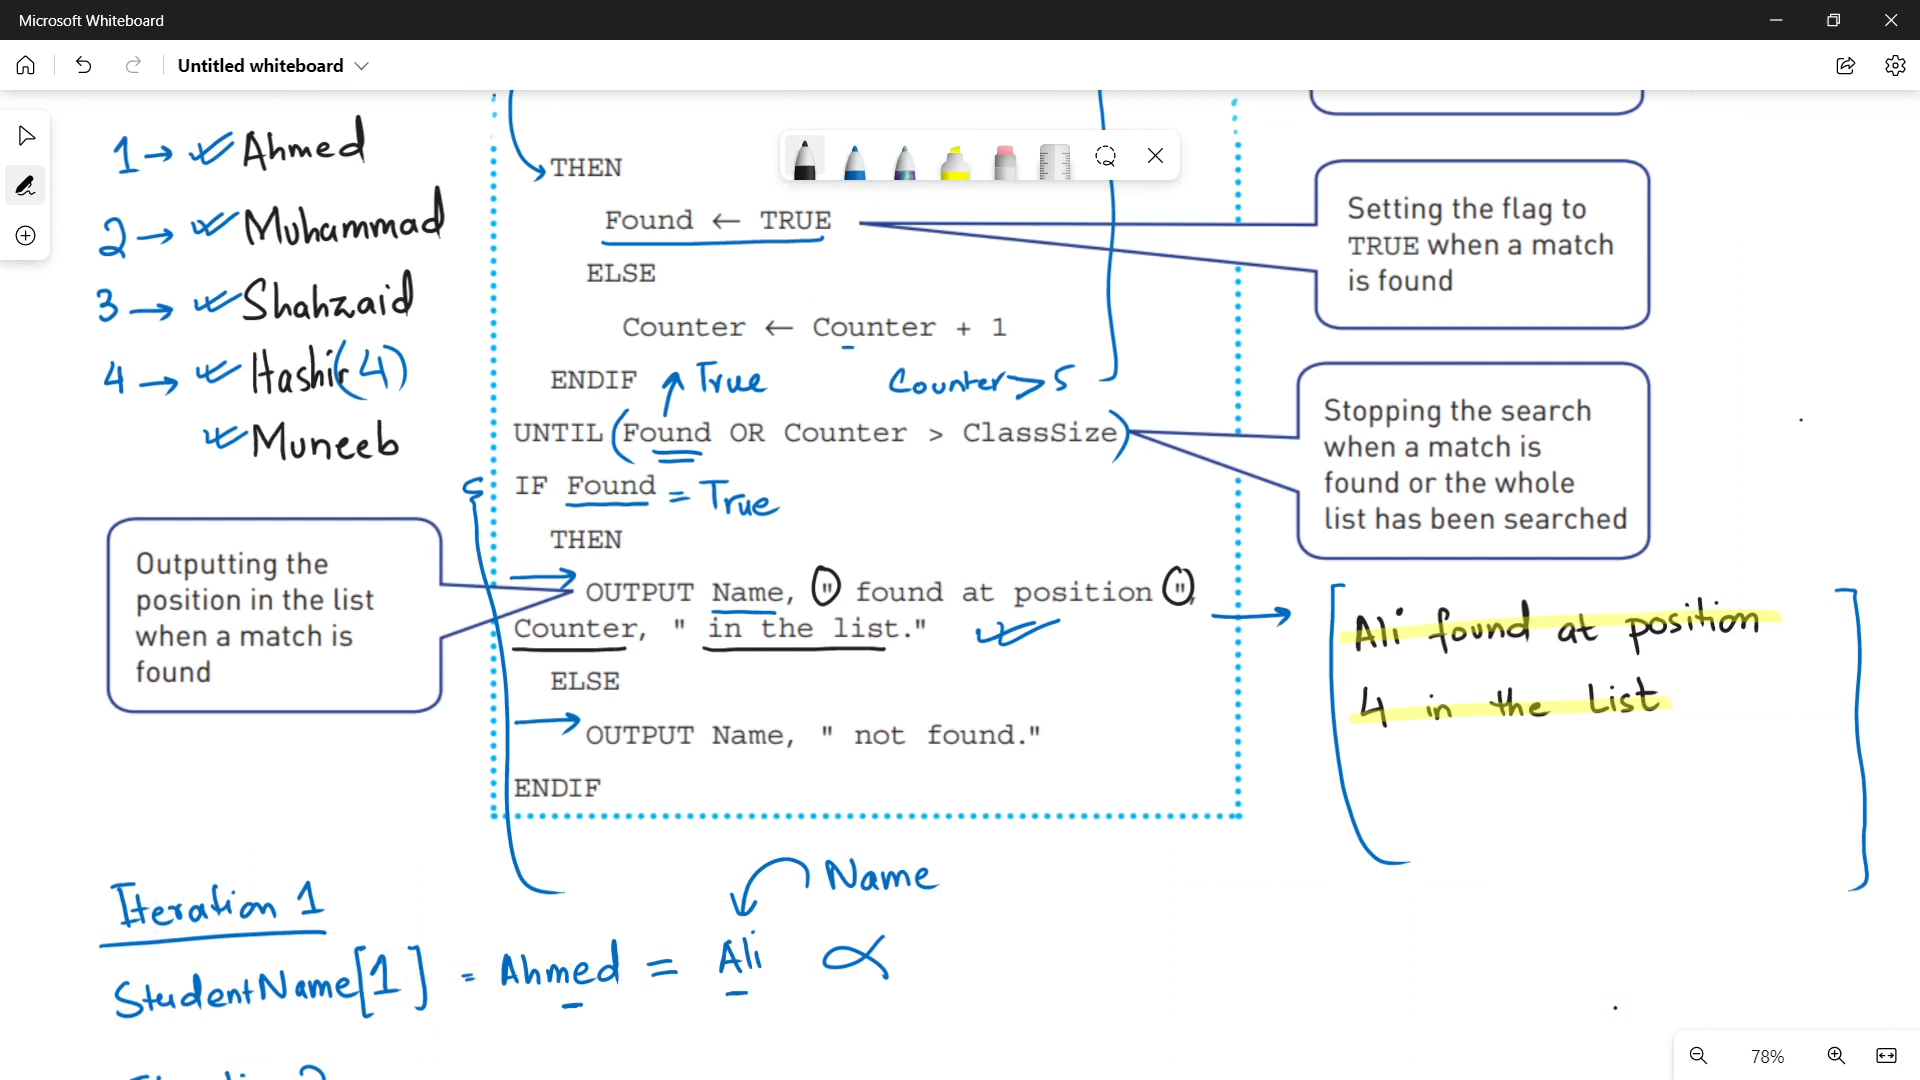 Microsoft Whiteboard
Untitled whiteboard
1 → Ahmed
2 → Muhammad
3 → Shahzaid
4 → Hashir (4)
Muneeb
THEN
Found ← TRUE
ELSE
Counter ← Counter + 1
ENDIF
True
Counter > 5
UNTIL (Found OR Counter > ClassSize)
IF Found = True
THEN
OUTPUT Name, " found at position ",
Counter, " in the list."
ELSE
OUTPUT Name, " not found."
ENDIF
Setting the flag to
TRUE when a match
is found
Stopping the search
when a match is
found or the whole
list has been searched
Outputting the
position in the list
when a match is
found
Ali found at position
4 in the List
Name
Iteration 1
StudentName[1] = Ahmed = Ali
78%